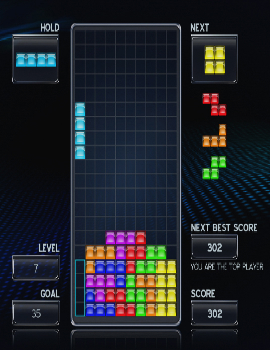 HOLD
NEXT
NEXT BEST SCORE
302
YOU ARE THE TOP PLAYER
LEVEL
7
GOAL
35
SCORE
302